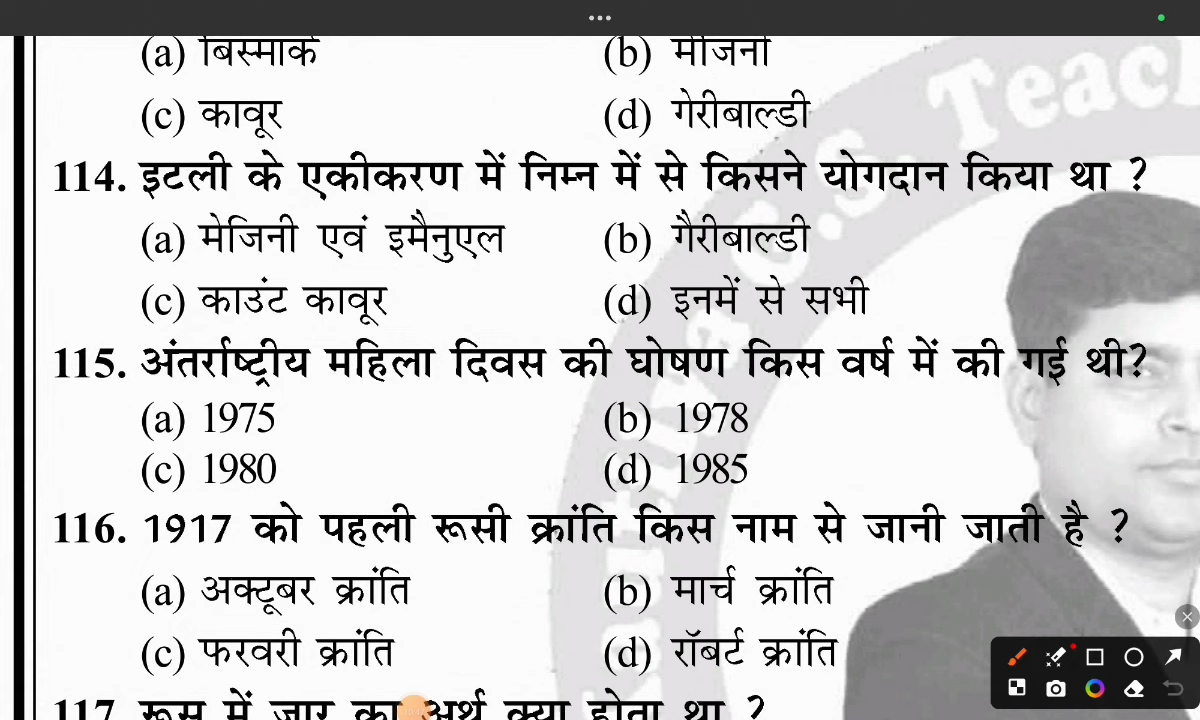 (a) बिस्मार्क (b) मेजिनी
(c) कावूर (d) गेरीबाल्डी
114. इटली के एकीकरण में निम्न में से किसने योगदान किया था ?
(a) मेजिनी एवं इमैनुएल (b) गैरीबाल्डी
(c) काउंट कावूर (d) इनमें से सभी
115. अंतर्राष्ट्रीय महिला दिवस की घोषण किस वर्ष में की गई थी?
(a) 1975 (b) 1978
(c) 1980 (d) 1985
116. 1917 को पहली रूसी क्रांति किस नाम से जानी जाती है ?
(a) अक्टूबर क्रांति (b) मार्च क्रांति
(c) फरवरी क्रांति (d) रॉबर्ट क्रांति
117. रूस में जार का अर्थ क्या होता था ?
G.S. Teac